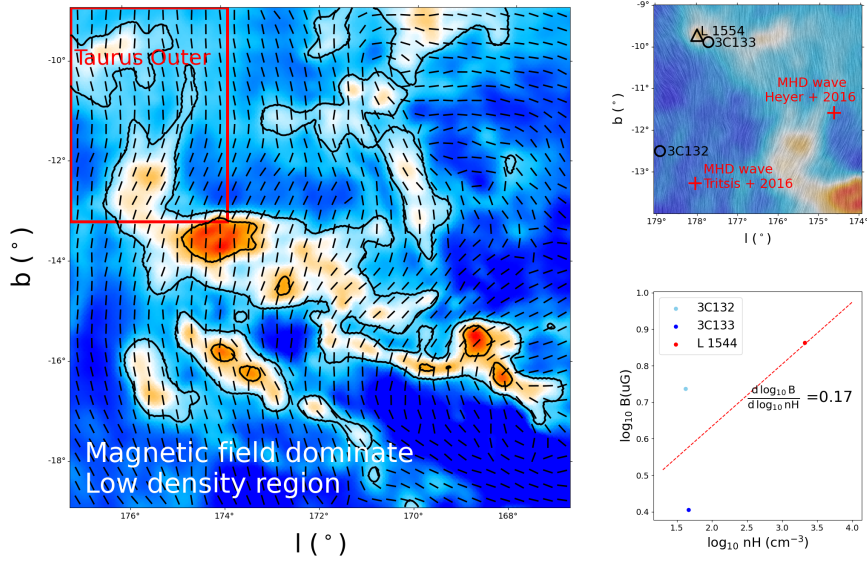 Taurus Outer
Magnetic field dominate
Low density region
-10°
-12°
-14°
-16°
-18°
b (°)
176°
174°
172°
170°
168°
l (°)
-9°
-10°
-11°
-12°
-13°
b (°)
L 1554
3C133
MHD wave
Heyer + 2016
3C132
MHD wave
Tritsis + 2016
179°
178°
177°
176°
175°
174°
l (°)
1.0
0.9
0.8
0.7
0.6
0.5
0.4
log₁₀ B(uG)
3C132
3C133
L 1544
d log₁₀ B
d log₁₀ nH
=0.17
1.5
2.0
2.5
3.0
3.5
4.0
log₁₀ nH (cm⁻³)